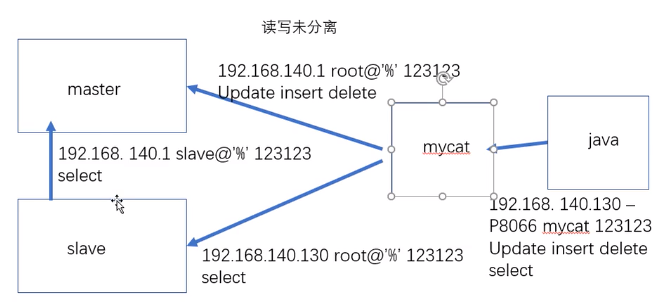 读写未分离
192.168.140.1 root@'%' 123123
Update insert delete
master
mycat
java
192.168. 140.1 slave@'%' 123123
select
192.168. 140.130 –
P8066 mycat 123123
Update insert delete
select
slave
192.168.140.130 root@'%' 123123
select